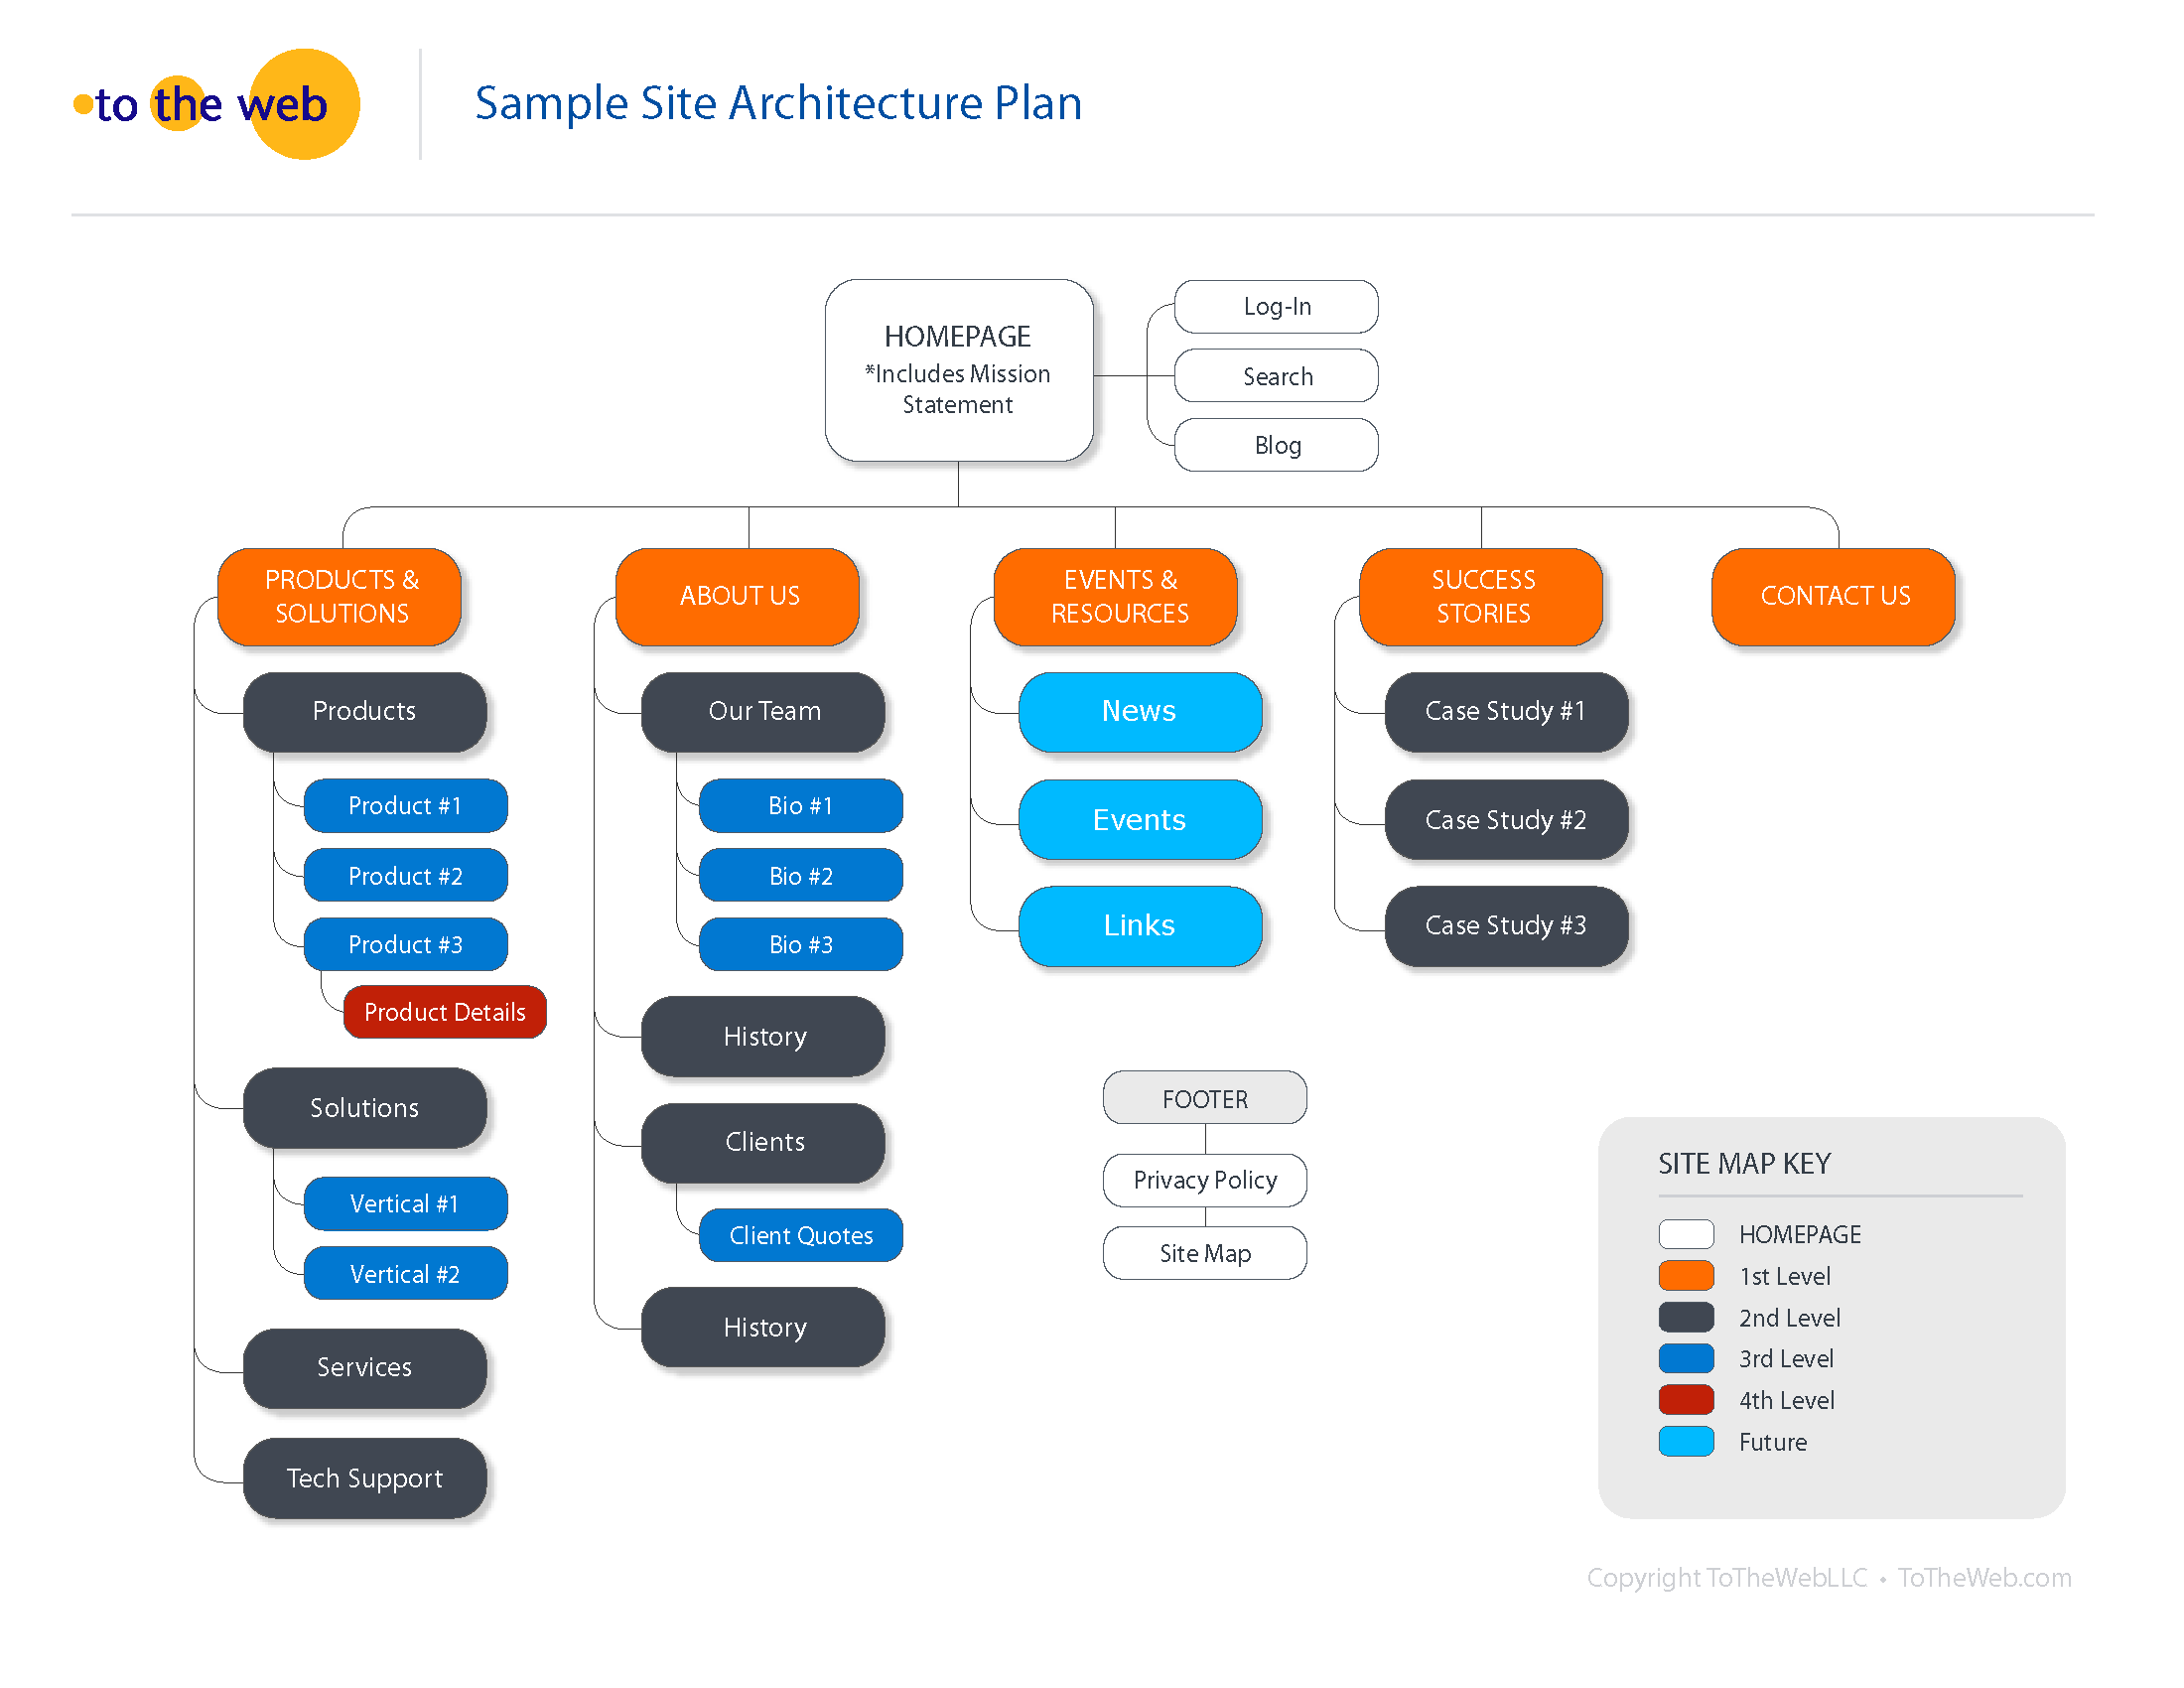 to the web
Sample Site Architecture Plan
HOMEPAGE
*Includes Mission
Statement
Log-In
Search
Blog
PRODUCTS &
SOLUTIONS
Products
Product #1
Product #2
Product #3
Product Details
Solutions
Vertical #1
Vertical #2
Services
Tech Support
ABOUT US
Our Team
Bio #1
Bio #2
Bio #3
History
Clients
Client Quotes
History
EVENTS &
RESOURCES
News
Events
Links
SUCCESS
STORIES
Case Study #1
Case Study #2
Case Study #3
CONTACT US
FOOTER
Privacy Policy
Site Map
SITE MAP KEY
HOMEPAGE
1st Level
2nd Level
3rd Level
4th Level
Future
Copyright ToTheWebLLC • ToTheWeb.com